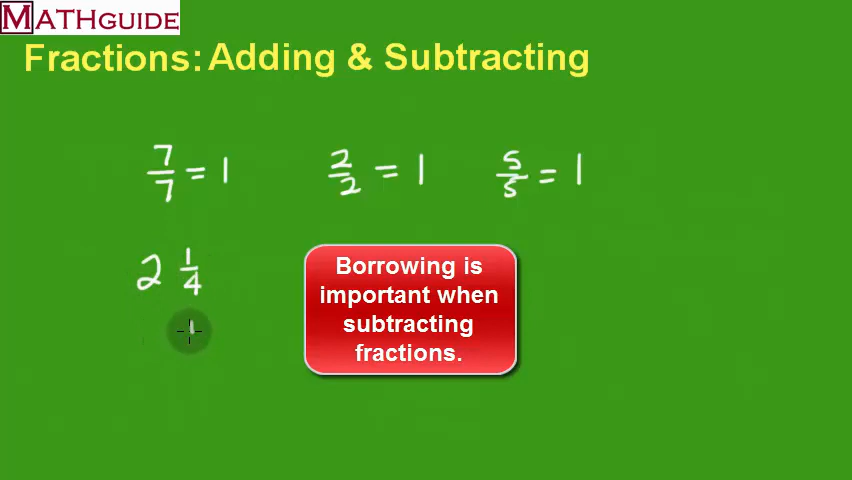 MATHGUIDE
Fractions: Adding & Subtracting
7/7 = 1 2/2 = 1 5/5 = 1
2 1/4
1
Borrowing is
important when
subtracting
fractions.